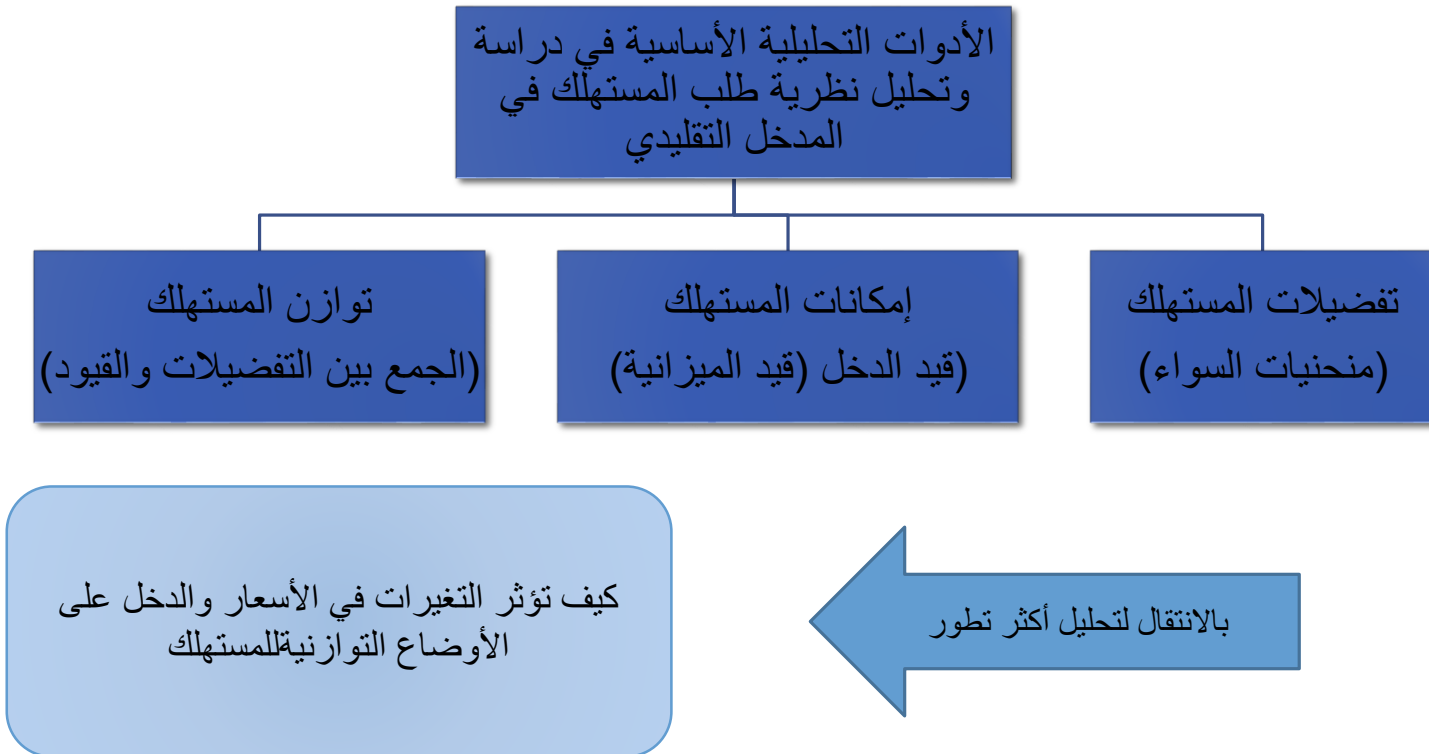 الأدوات التحليلية الأساسية في دراسة
وتحليل نظرية طلب المستهلك في
المدخل التقليدي
تفضيلات المستهلك
(منحنيات السواء)
إمكانات المستهلك
(قيد الدخل (قيد الميزانية)
توازن المستهلك
(الجمع بين التفضيلات والقيود)
بالانتقال لتحليل أكثر تطور
كيف تؤثر التغيرات في الأسعار والدخل على
الأوضاع التوازنيةللمستهلك